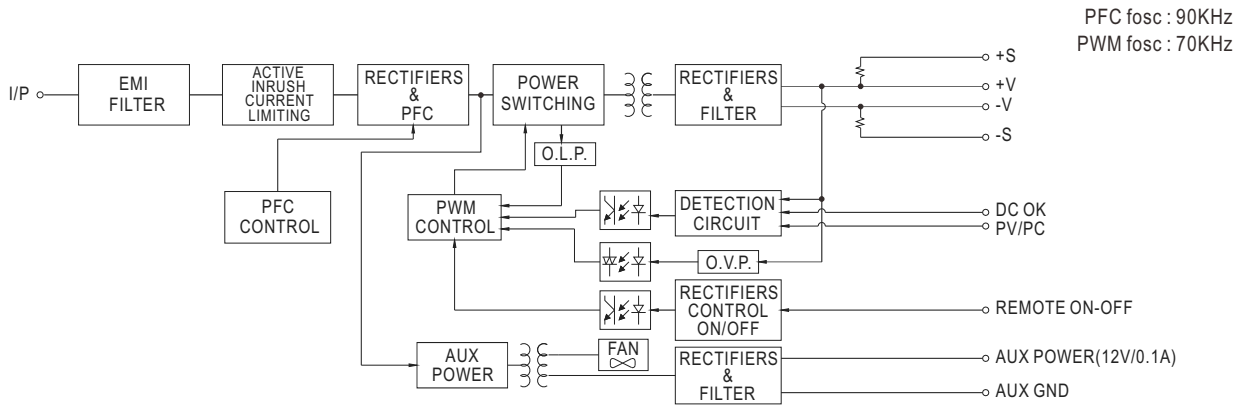 PFC fosc : 90KHz
PWM fosc : 70KHz
I/P
EMI
FILTER
ACTIVE
INRUSH
CURRENT
LIMITING
RECTIFIERS
&
PFC
POWER
SWITCHING
RECTIFIERS
&
FILTER
+S
+V
-V
-S
O.L.P.
PFC
CONTROL
PWM
CONTROL
DETECTION
CIRCUIT
DC OK
PV/PC
O.V.P.
RECTIFIERS
CONTROL
ON/OFF
REMOTE ON-OFF
AUX
POWER
FAN
RECTIFIERS
&
FILTER
AUX POWER(12V/0.1A)
AUX GND